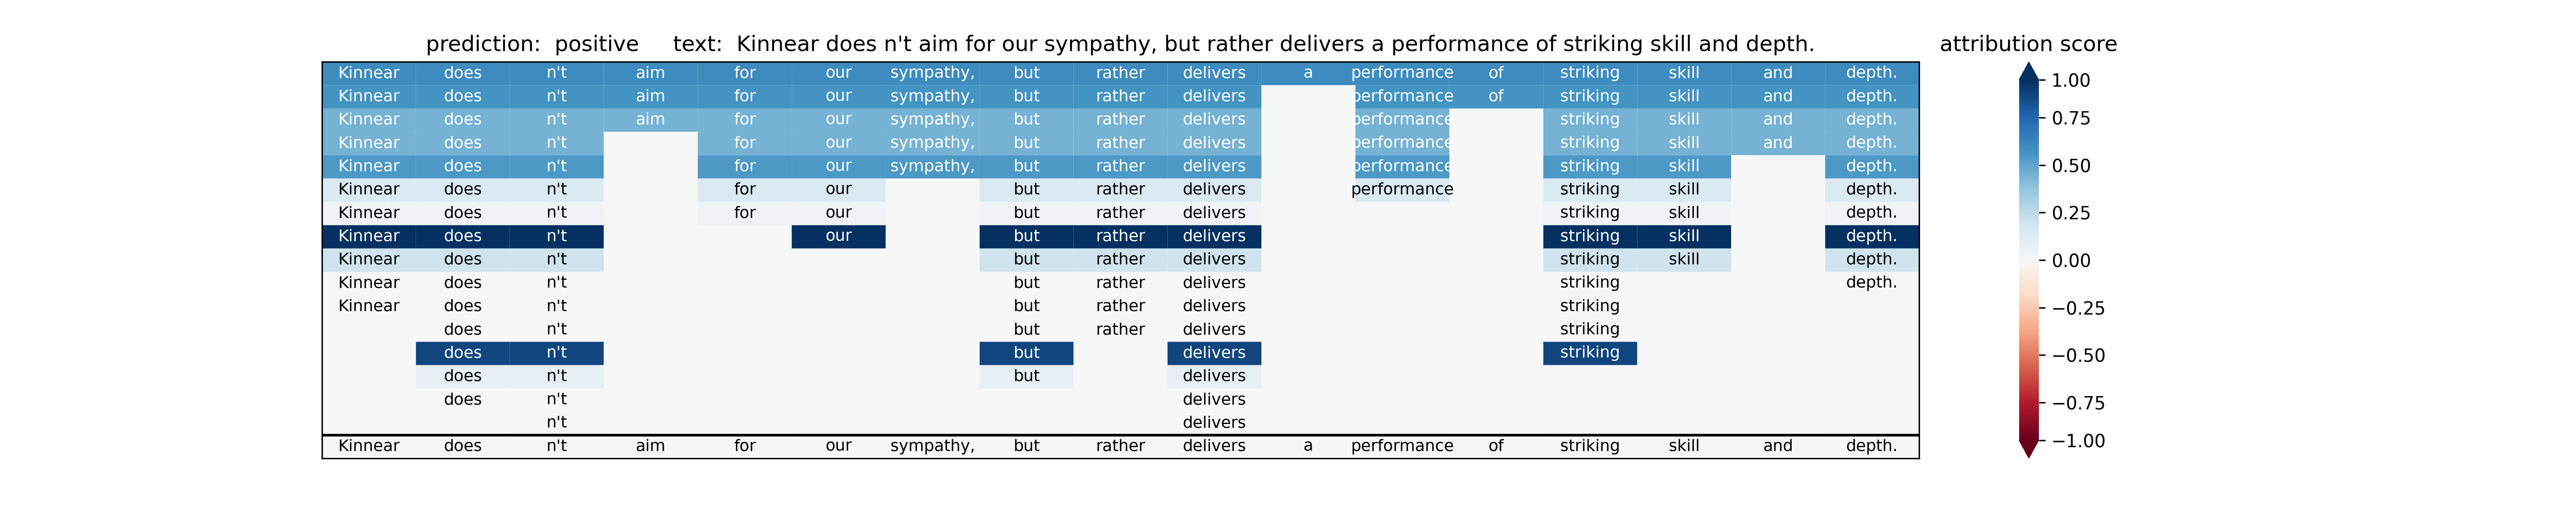 prediction: positive text: Kinnear does n't aim for our sympathy, but rather delivers a performance of striking skill and depth. attribution score
Kinnear does n't aim for our sympathy, but rather delivers a performance of striking skill and depth.
Kinnear does n't aim for our sympathy, but rather delivers performance of striking skill and depth.
Kinnear does n't aim for our sympathy, but rather delivers performance striking skill and depth.
Kinnear does n't for our sympathy, but rather delivers performance striking skill and depth.
Kinnear does n't for our sympathy, but rather delivers performance striking skill depth.
Kinnear does n't for our but rather delivers performance striking skill depth.
Kinnear does n't for our but rather delivers striking skill depth.
Kinnear does n't our but rather delivers striking skill depth.
Kinnear does n't but rather delivers striking skill depth.
Kinnear does n't but rather delivers striking depth.
Kinnear does n't but rather delivers striking
does n't but rather delivers striking
does n't but delivers striking
does n't but delivers
does n't delivers
n't delivers
Kinnear does n't aim for our sympathy, but rather delivers a performance of striking skill and depth.
1.00
0.75
0.50
0.25
0.00
−0.25
−0.50
−0.75
−1.00